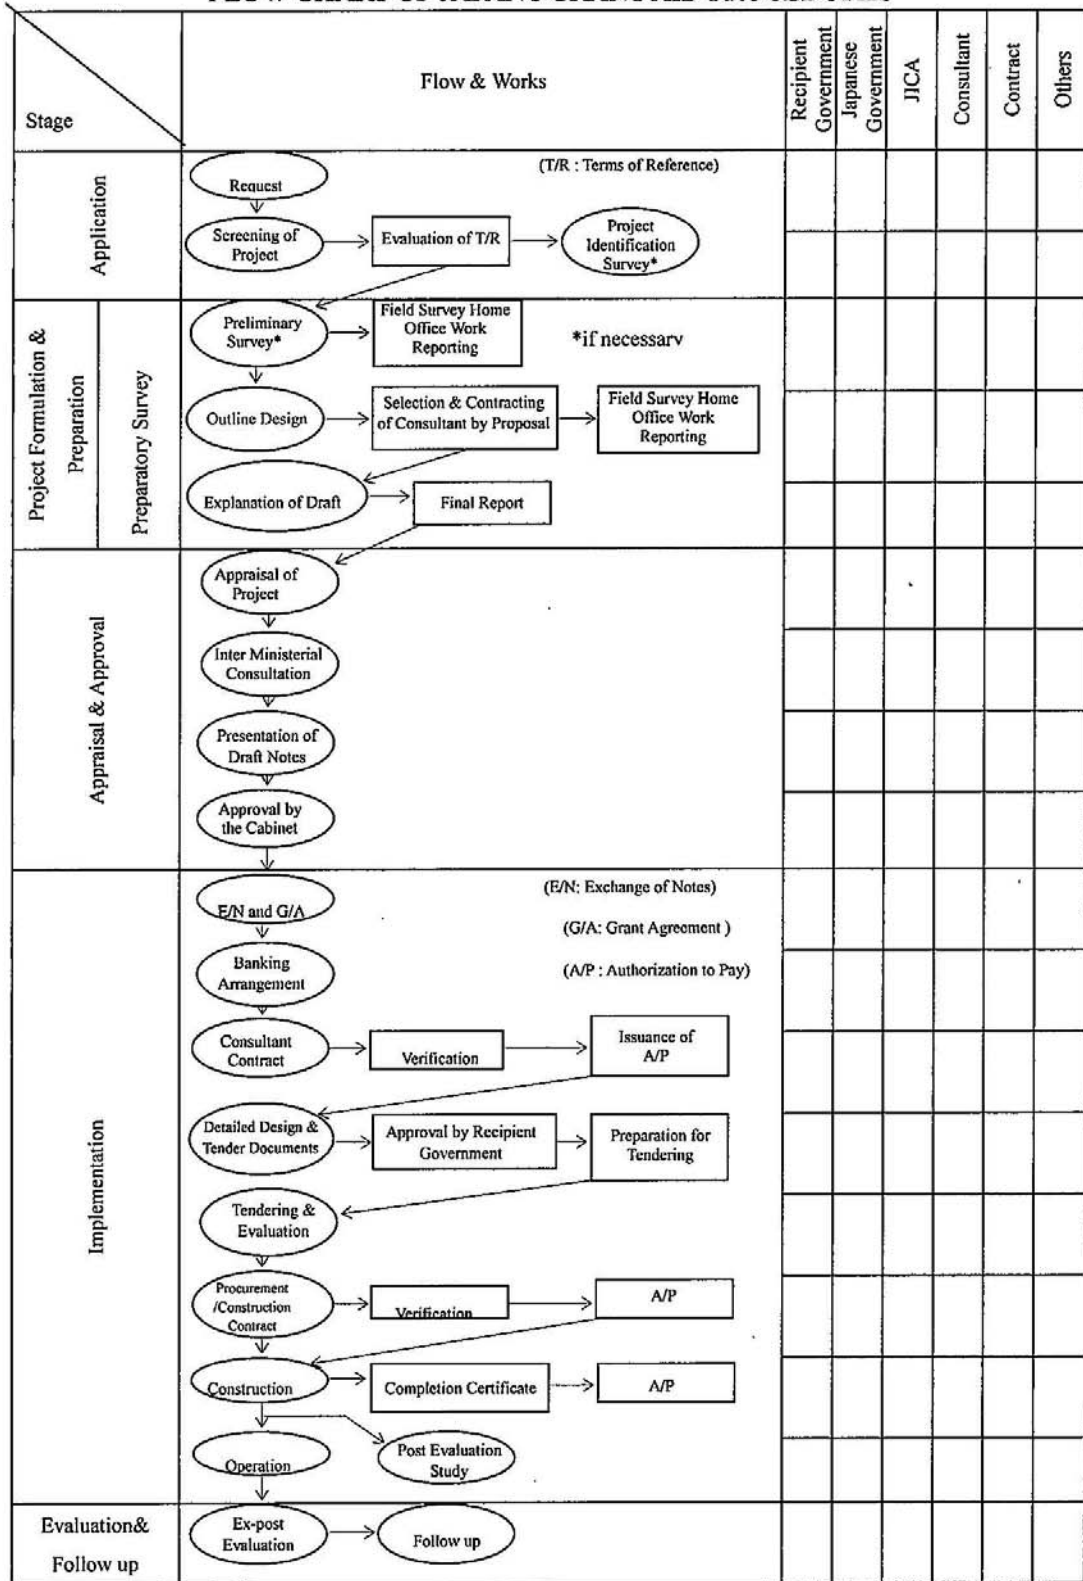 Stage
Flow & Works
Recipient
Government
Japanese
Government
JICA
Consultant
Contract
Others
Application
Request
(T/R : Terms of Reference)
Screening of
Project
Evaluation of T/R
Project
Identification
Survey*
Project Formulation &
Preparation
Preparatory Survey
Preliminary
Survey*
Field Survey Home
Office Work
Reporting
*if necessary
Outline Design
Selection & Contracting
of Consultant by Proposal
Field Survey Home
Office Work
Reporting
Explanation of Draft
Final Report
Appraisal & Approval
Appraisal of
Project
Inter Ministerial
Consultation
Presentation of
Draft Notes
Approval by
the Cabinet
Implementation
E/N and G/A
(E/N: Exchange of Notes)
(G/A: Grant Agreement )
(A/P : Authorization to Pay)
Banking
Arrangement
Consultant
Contract
Verification
Issuance of
A/P
Detailed Design &
Tender Documents
Approval by Recipient
Government
Preparation for
Tendering
Tendering &
Evaluation
Procurement
/Construction
Contract
Verification
A/P
Construction
Completion Certificate
A/P
Operation
Post Evaluation
Study
Evaluation&
Follow up
Ex-post
Evaluation
Follow up